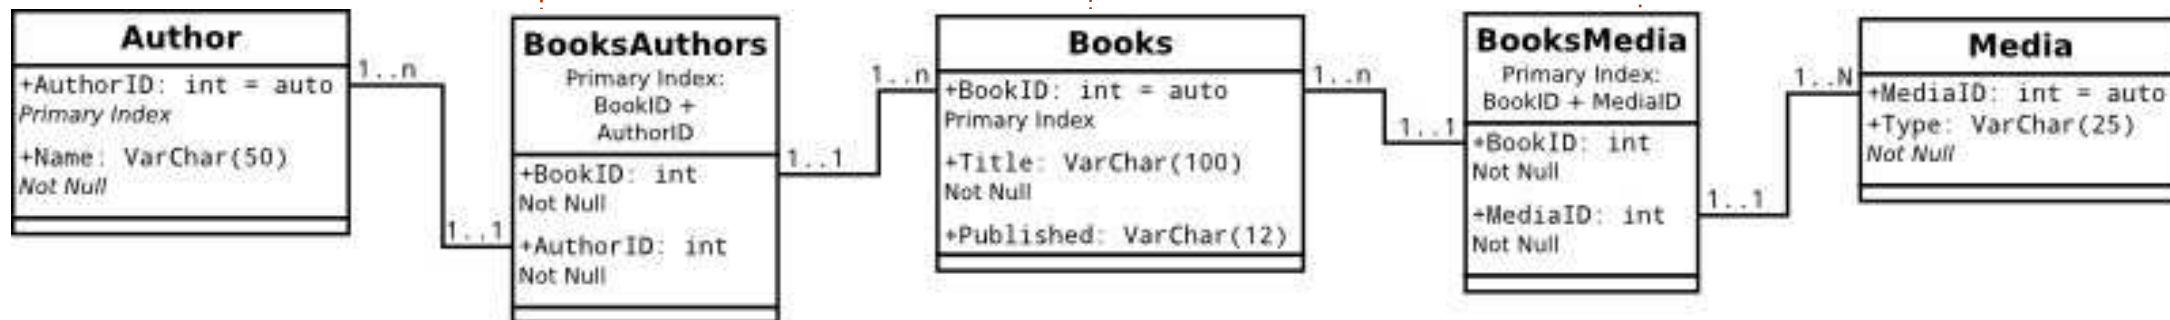 Author
+AuthorID: int = auto
Primary Index
+Name: VarChar(50)
Not Null
1..n
1..1
BooksAuthors
Primary Index:
BookID +
AuthorID
+BookID: int
Not Null
+AuthorID: int
Not Null
1..1
1..n
Books
+BookID: int = auto
Primary Index
+Title: VarChar(100)
Not Null
+Published: VarChar(12)
1..n
1..1
BooksMedia
Primary Index:
BookID + MediaID
+BookID: int
Not Null
+MediaID: int
Not Null
1..1
1..N
Media
+MediaID: int = auto
+Type: VarChar(25)
Not Null